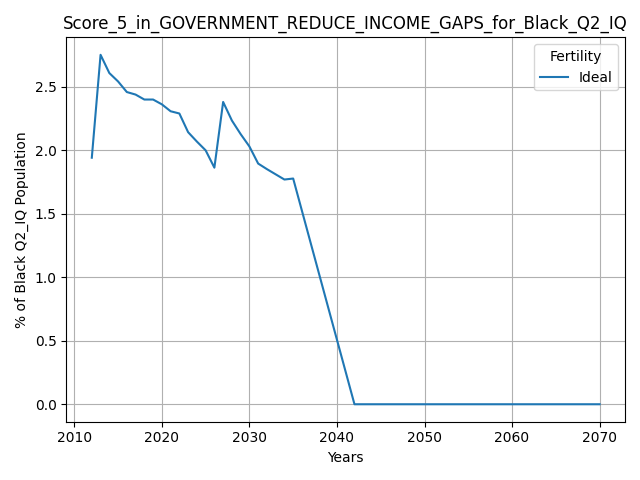 Score_5_in_GOVERNMENT_REDUCE_INCOME_GAPS_for_Black_Q2_IQ
Fertility
Ideal
% of Black Q2_IQ Population
2.5
2.0
1.5
1.0
0.5
0.0
2010 2020 2030 2040 2050 2060 2070
Years